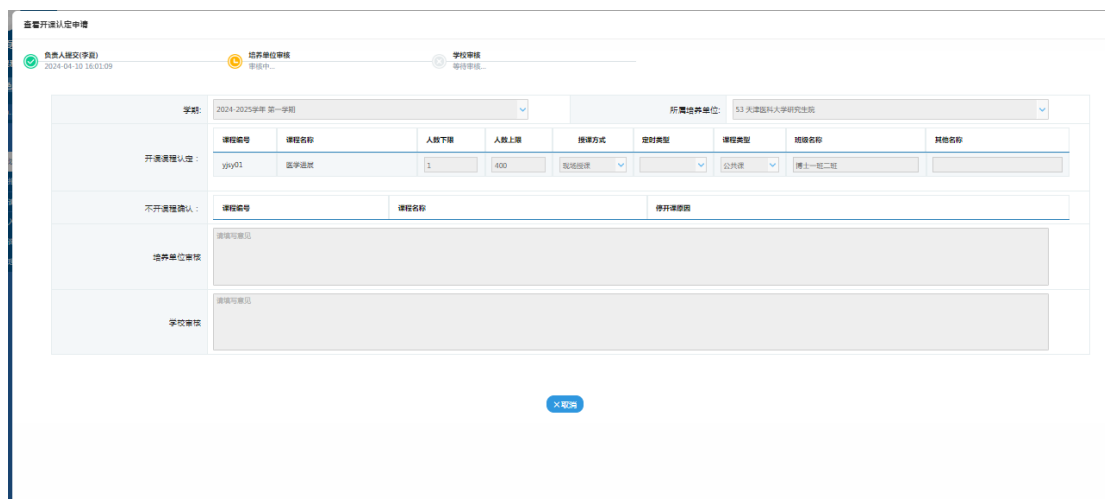 查看开课认定申请
负责人提交(李夏) 培养单位审核 学校审核
2024-04-10 16:01:09 审核中... 等待审核...
学期: 2024-2025学年 第一学期 所属培养单位: 53 天津医科大学研究生院
课程编号 课程名称 人数下限 人数上限 授课方式 定时类型 课程类型 班级名称 其他名称
开课课程认定：
yjsy01 医学进展 1 400 现场授课 公共课 博士一班二班
不开课程确认： 课程编号 课程名称 停开课原因
请填写意见
培养单位审核
请填写意见
学校审核
×取消